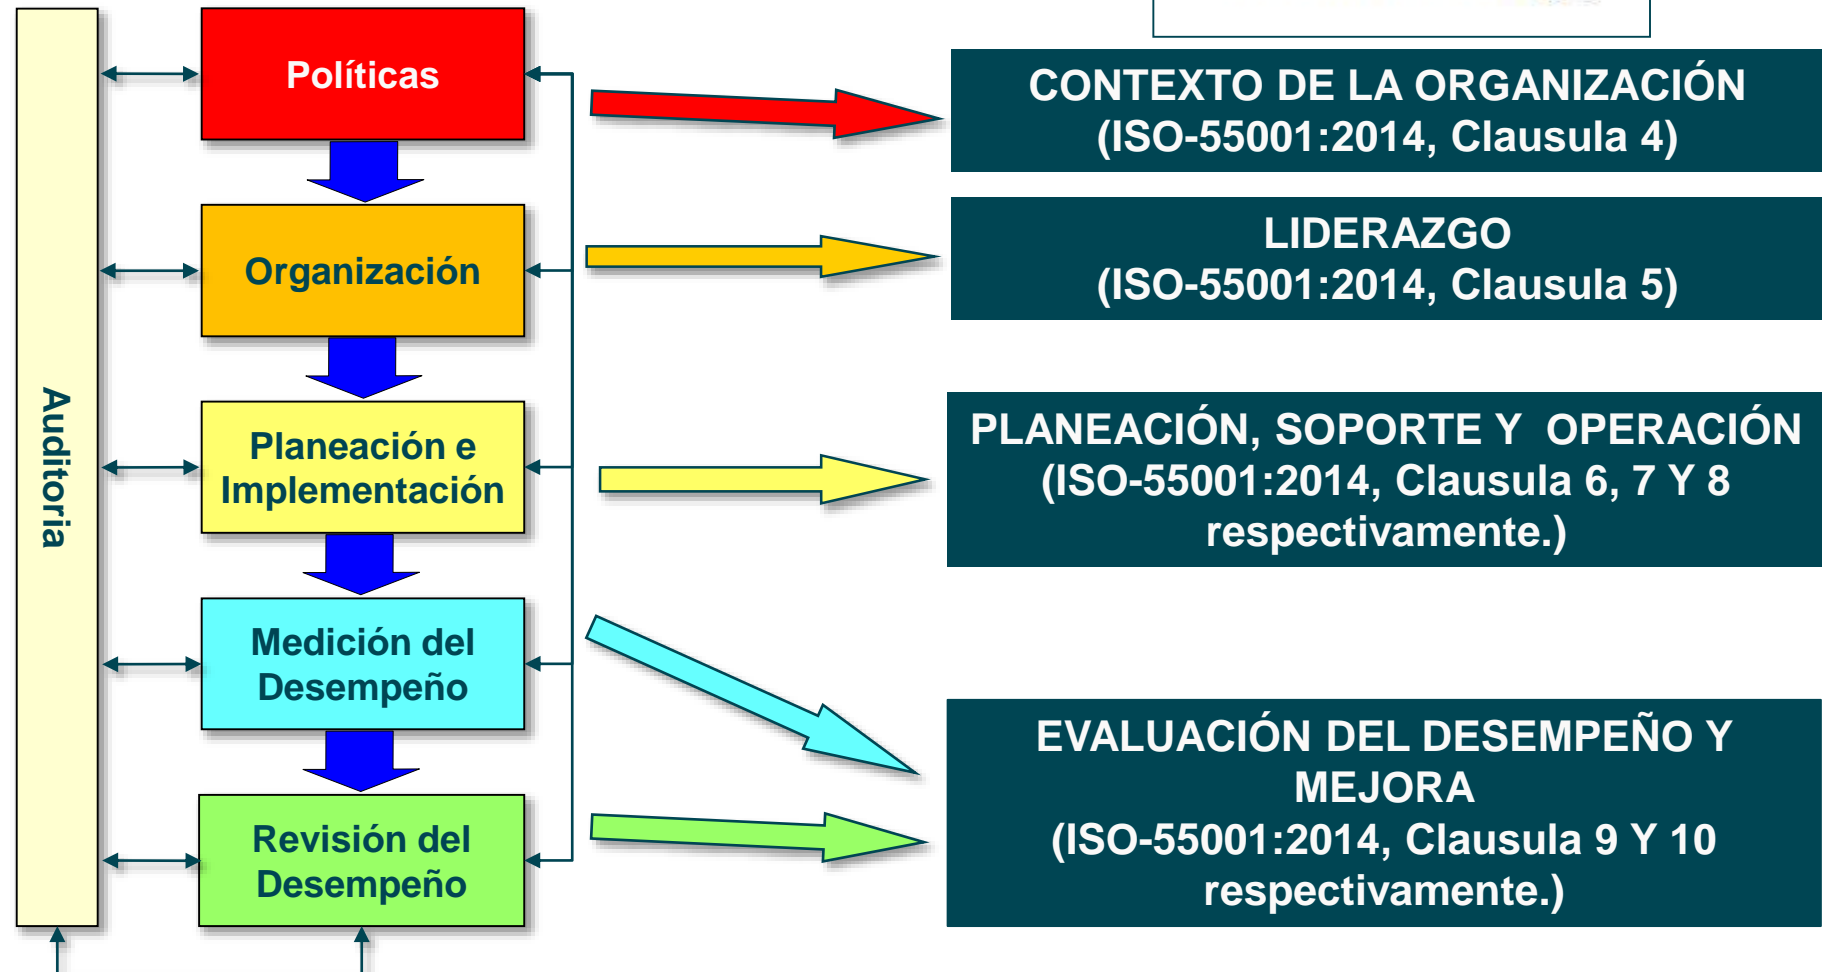 Políticas
Organización
Planeación e
Implementación
Medición del
Desempeño
Revisión del
Desempeño
Auditoria
CONTEXTO DE LA ORGANIZACIÓN
(ISO-55001:2014, Clausula 4)
LIDERAZGO
(ISO-55001:2014, Clausula 5)
PLANEACIÓN, SOPORTE Y OPERACIÓN
(ISO-55001:2014, Clausula 6, 7 Y 8
respectivamente.)
EVALUACIÓN DEL DESEMPEÑO Y
MEJORA
(ISO-55001:2014, Clausula 9 Y 10
respectivamente.)